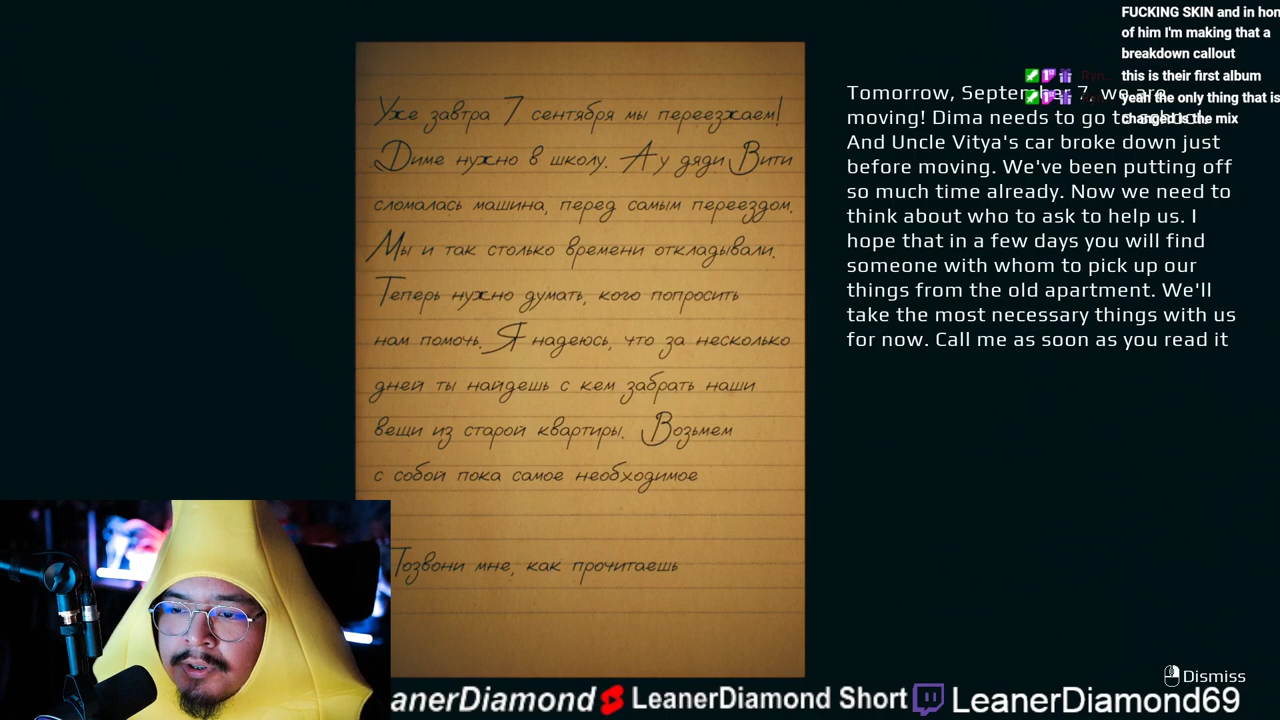 Уже завтра 7 сентября мы переезжаем!
Диме нужно в школу. А у дяди Вити
сломалась машина, перед самым переездом.
Мы и так столько времени откладывали.
Теперь нужно думать, кого попросить
нам помочь. Я надеюсь, что за несколько
дней ты найдешь с кем забрать наши
вещи из старой квартиры. Возьмем
с собой пока самое необходимое
Позвони мне, как прочитаешь
Tomorrow, September 7, we are
moving! Dima needs to go to school.
And Uncle Vitya's car broke down just
before moving. We've been putting off
so much time already. Now we need to
think about who to ask to help us. I
hope that in a few days you will find
someone with whom to pick up our
things from the old apartment. We'll
take the most necessary things with us
for now. Call me as soon as you read it
FUCKING SKIN and in hon
of him I'm making that a
breakdown callout
this is their first album
yeah the only thing that is
changed is the mix
Dismiss
eanerDiamond LeanerDiamond Short LeanerDiamond69